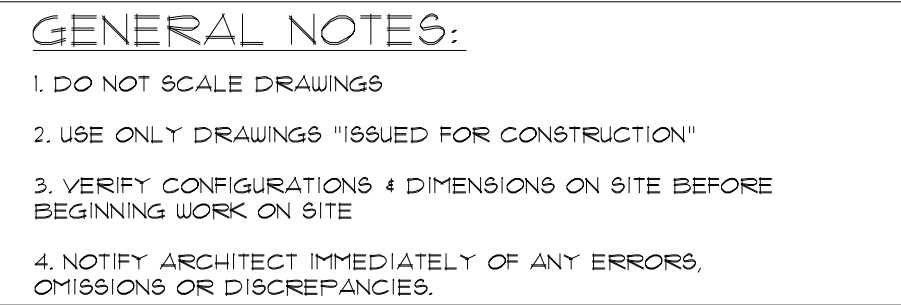 GENERAL NOTES:
1. DO NOT SCALE DRAWINGS
2. USE ONLY DRAWINGS "ISSUED FOR CONSTRUCTION"
3. VERIFY CONFIGURATIONS & DIMENSIONS ON SITE BEFORE
BEGINNING WORK ON SITE
4. NOTIFY ARCHITECT IMMEDIATELY OF ANY ERRORS,
OMISSIONS OR DISCREPANCIES.